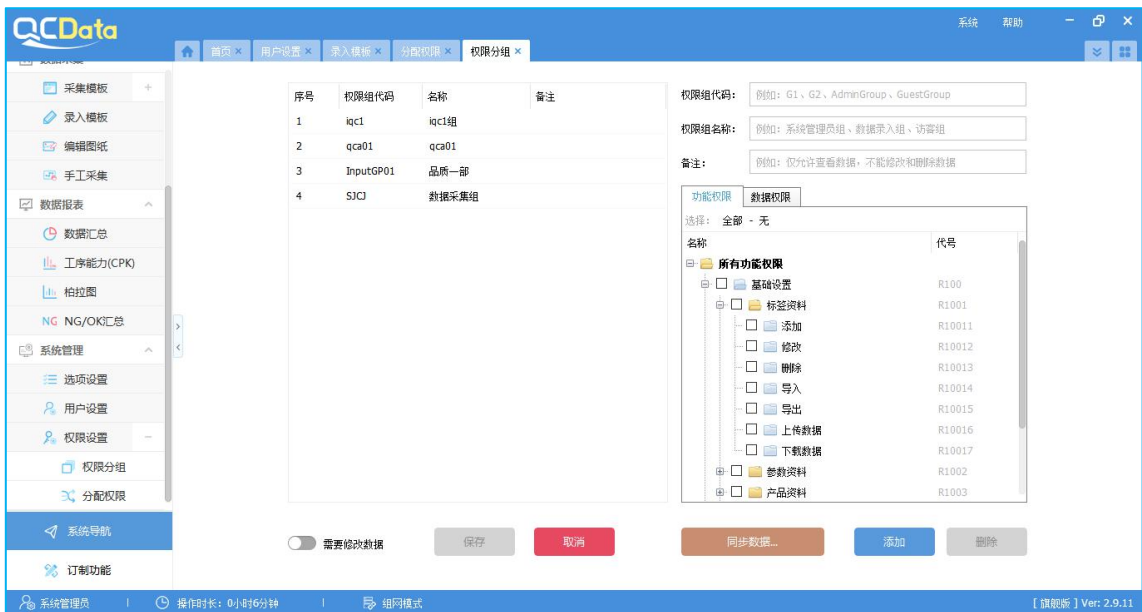 QCData
系统 帮助
首页 × 用户设置 × 录入模板 × 分配权限 × 权限分组 ×
采集模板 +
录入模板
编辑图纸
手工采集
数据报表
数据汇总
工序能力(CPK)
柏拉图
NG NG/OK汇总
系统管理
选项设置
用户设置
权限设置 −
权限分组
分配权限
系统导航
订制功能
序号 权限组代码 名称 备注
1 iqc1 iqc1组
2 qca01 qca01
3 InputGP01 品质一部
4 SJCJ 数据采集组
权限组代码: 例如: G1、G2、AdminGroup、GuestGroup
权限组名称: 例如: 系统管理员组、数据录入组、访客组
备注: 例如: 仅允许查看数据, 不能修改和删除数据
功能权限 数据权限
选择: 全部 - 无
名称 代号
所有功能权限
基础设置 R100
标签资料 R1001
添加 R10011
修改 R10012
删除 R10013
导入 R10014
导出 R10015
上传数据 R10016
下载数据 R10017
参数资料 R1002
产品资料 R1003
需要修改数据 保存 取消 同步数据... 添加 删除
系统管理员 | 操作时长: 0小时6分钟 | 组网模式 [ 旗舰版 ] Ver: 2.9.11